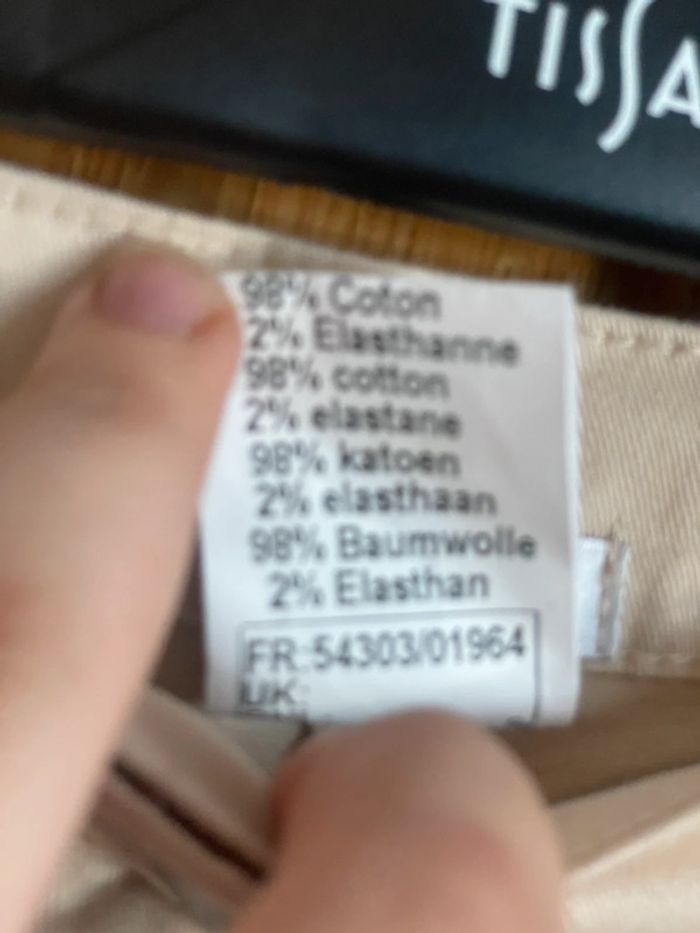 TISSA
98% Coton
2% Elasthanne
98% cotton
2% elastane
98% katoen
2% elasthaan
98% Baumwolle
2% Elasthan
FR:54303/01964
UK: